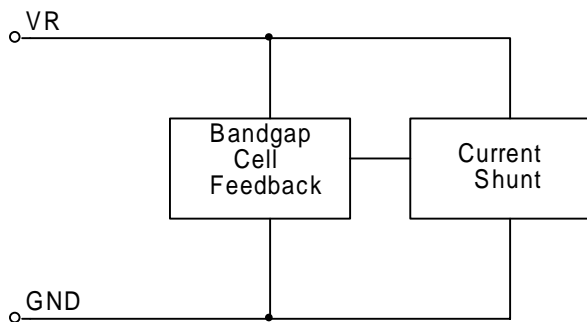 VR
Bandgap
Cell
Feedback
Current
Shunt
GND